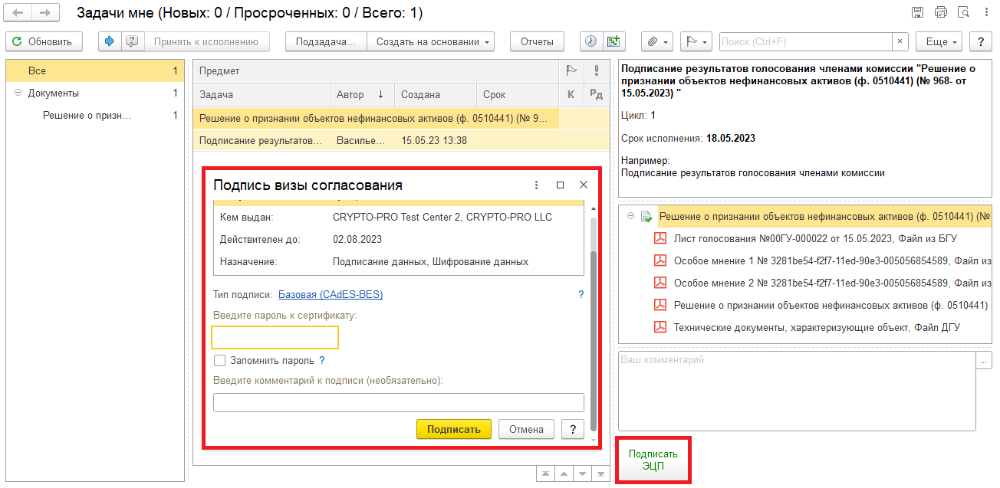 Задачи мне (Новых: 0 / Просроченных: 0 / Всего: 1)
Обновить
Принять к исполнению
Подзадача...
Создать на основании
Отчеты
Поиск (Ctrl+F)
×
Еще
?
Все 1
Документы 1
Решение о призн... 1
Предмет
Задача Автор ↓ Создана Срок К Рд
Решение о признании объектов нефинансовых активов (ф. 0510441) (№ 9...
Подписание результатов... Василье... 15.05.23 13:38
Подпись визы согласования
Кем выдан: CRYPTO-PRO Test Center 2, CRYPTO-PRO LLC
Действителен до: 02.08.2023
Назначение: Подписание данных, Шифрование данных
Тип подписи: Базовая (CAdES-BES) ?
Введите пароль к сертификату:
Запомнить пароль ?
Введите комментарий к подписи (необязательно):
Подписать
Отмена
?
Подписание результатов голосования членами комиссии "Решение о
признании объектов нефинансовых активов (ф. 0510441) (№ 968- от
15.05.2023) "
Цикл: 1
Срок исполнения: 18.05.2023
Например:
Подписание результатов голосования членами комиссии
Решение о признании объектов нефинансовых активов (ф. 0510441) (№
Лист голосования №00ГУ-000022 от 15.05.2023, Файл из БГУ
Особое мнение 1 № 3281be54-f2f7-11ed-90e3-005056854589, Файл из
Особое мнение 2 № 3281be54-f2f7-11ed-90e3-005056854589, Файл из
Решение о признании объектов нефинансовых активов (ф. 0510441)
Технические документы, характеризующие объект, Файл ДГУ
Ваш комментарий
...
Подписать
ЭЦП